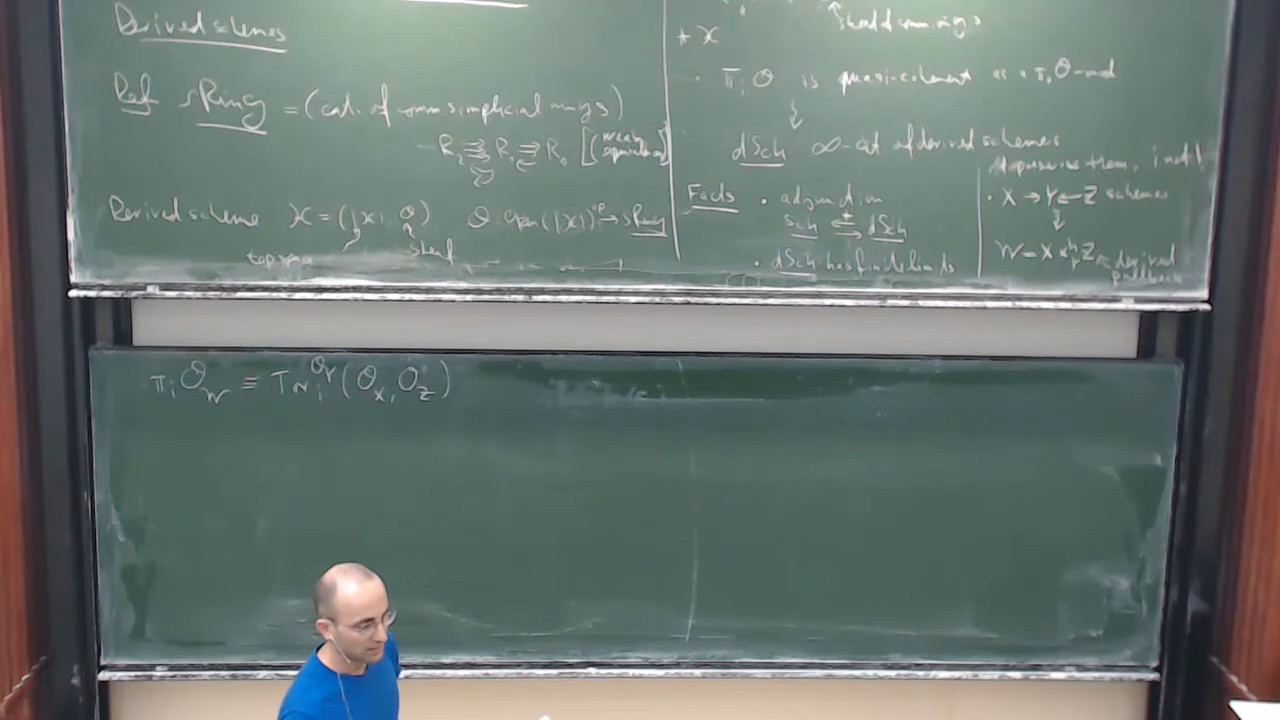 Derived schemes
Def sRing = (cat. of comm simplicial rings)
R₂ R₁ R₀ [(weak equivalences)]
Derived scheme X = (|X|, O) O: Open(|X|)^op → sRing
top space sheaf
* X
· π_i O is quasi-coherent as a π₀O-mod
dSch ∞-cat of derived schemes
Facts · adjunction
Sch ⇄ dSch
· dSch has finite limits
· X → Y ← Z schemes
W = X ×^h_Y Z ← derived pullback
π_i O_W = Tor_i^{O_Y}(O_X, O_Z)